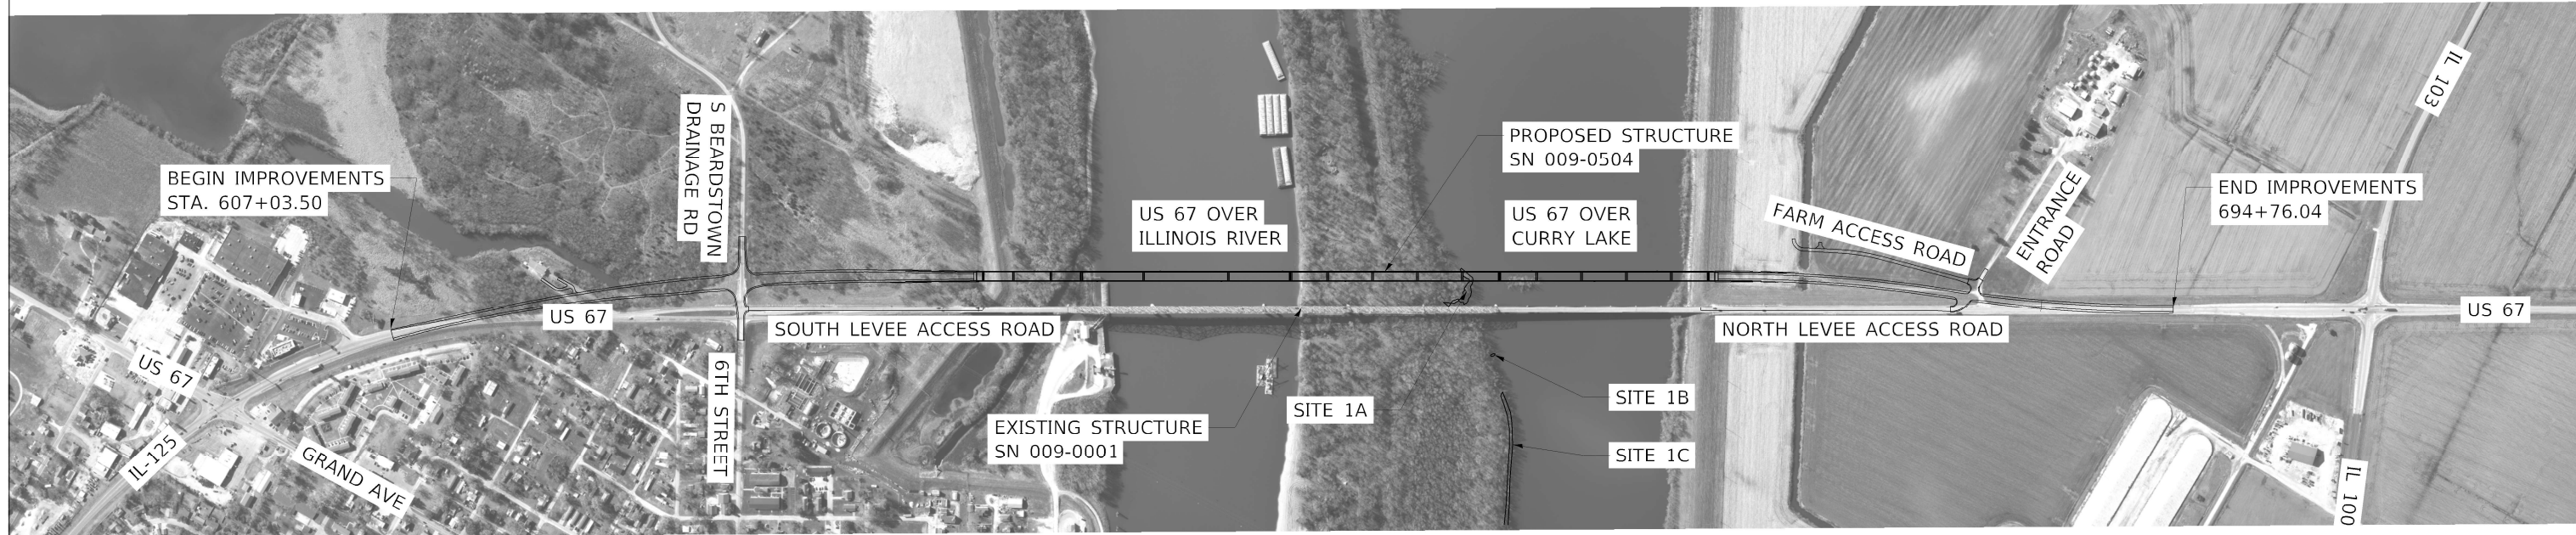 BEGIN IMPROVEMENTS
STA. 607+03.50
US 67
IL-125
GRAND AVE
US 67
S BEARDSTOWN
DRAINAGE RD
6TH STREET
SOUTH LEVEE ACCESS ROAD
EXISTING STRUCTURE
SN 009-0001
US 67 OVER
ILLINOIS RIVER
SITE 1A
PROPOSED STRUCTURE
SN 009-0504
US 67 OVER
CURRY LAKE
SITE 1B
SITE 1C
NORTH LEVEE ACCESS ROAD
FARM ACCESS ROAD
ENTRANCE
ROAD
END IMPROVEMENTS
694+76.04
IL 103
US 67
IL 100